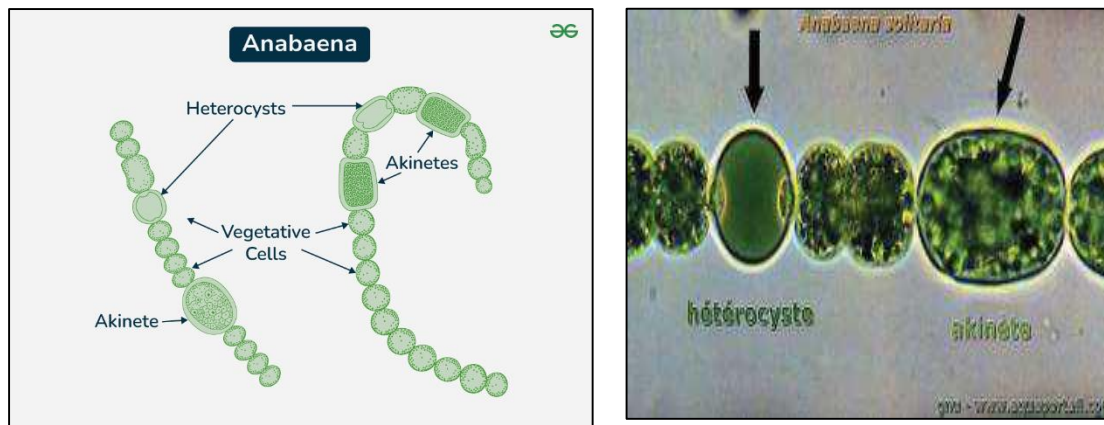 Anabaena
Heterocysts
Akinetes
Vegetative
Cells
Akinete
Anabaena solitaria
hétérocyste
akinète